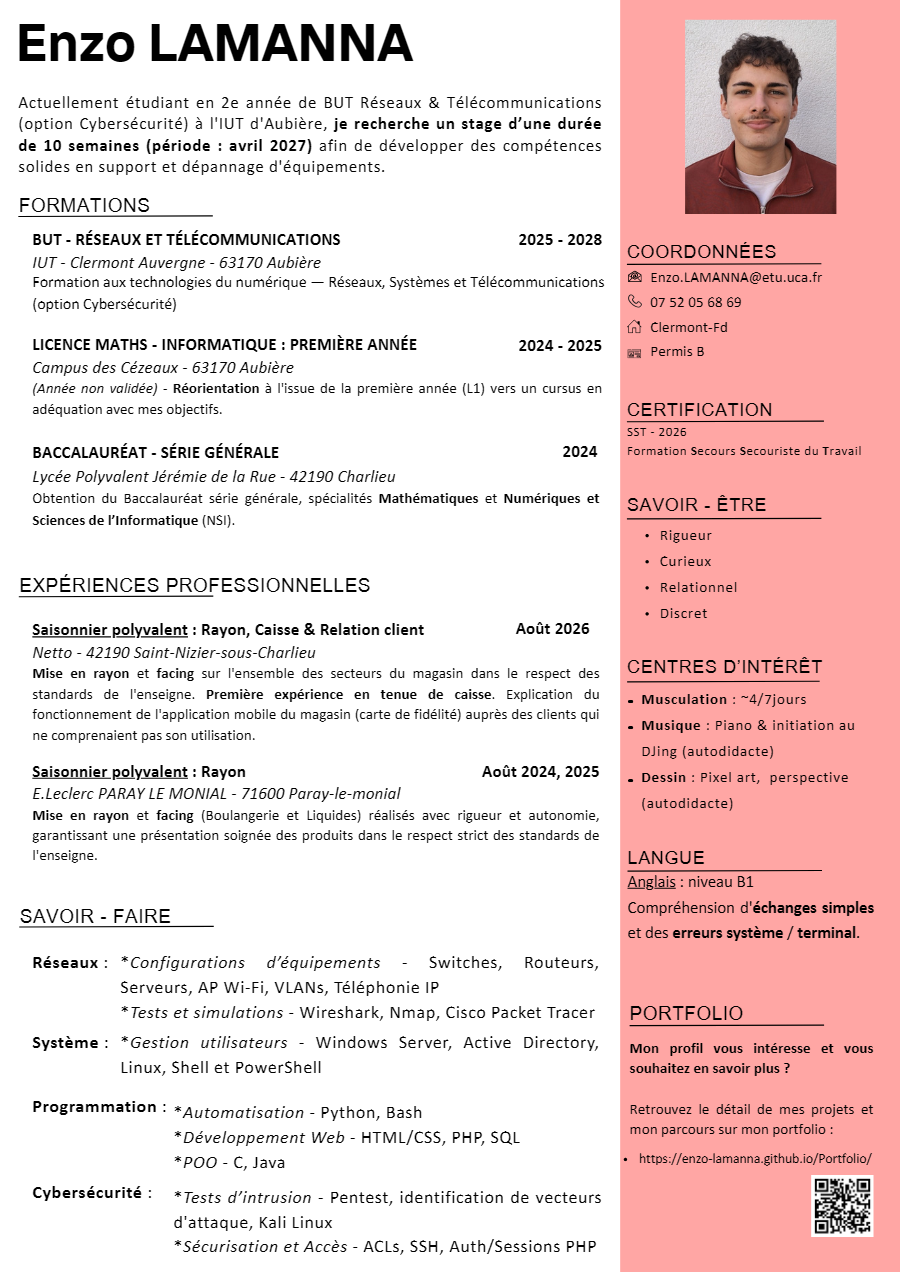 Enzo LAMANNA
Actuellement étudiant en 2e année de BUT Réseaux & Télécommunications
(option Cybersécurité) à l'IUT d'Aubière, je recherche un stage d’une durée
de 10 semaines (période : avril 2027) afin de développer des compétences
solides en support et dépannage d'équipements.
FORMATIONS
BUT - RÉSEAUX ET TÉLÉCOMMUNICATIONS 2025 - 2028
IUT - Clermont Auvergne - 63170 Aubière
Formation aux technologies du numérique — Réseaux, Systèmes et Télécommunications
(option Cybersécurité)
LICENCE MATHS - INFORMATIQUE : PREMIÈRE ANNÉE 2024 - 2025
Campus des Cézeaux - 63170 Aubière
(Année non validée) - Réorientation à l'issue de la première année (L1) vers un cursus en
adéquation avec mes objectifs.
BACCALAURÉAT - SÉRIE GÉNÉRALE 2024
Lycée Polyvalent Jérémie de la Rue - 42190 Charlieu
Obtention du Baccalauréat série générale, spécialités Mathématiques et Numériques et
Sciences de l’Informatique (NSI).
EXPÉRIENCES PROFESSIONNELLES
Saisonnier polyvalent : Rayon, Caisse & Relation client Août 2026
Netto - 42190 Saint-Nizier-sous-Charlieu
Mise en rayon et facing sur l'ensemble des secteurs du magasin dans le respect des
standards de l'enseigne. Première expérience en tenue de caisse. Explication du
fonctionnement de l'application mobile du magasin (carte de fidélité) auprès des clients qui
ne comprenaient pas son utilisation.
Saisonnier polyvalent : Rayon Août 2024, 2025
E.Leclerc PARAY LE MONIAL - 71600 Paray-le-monial
Mise en rayon et facing (Boulangerie et Liquides) réalisés avec rigueur et autonomie,
garantissant une présentation soignée des produits dans le respect strict des standards de
l'enseigne.
SAVOIR - FAIRE
Réseaux : *Configurations d’équipements - Switches, Routeurs,
Serveurs, AP Wi-Fi, VLANs, Téléphonie IP
*Tests et simulations - Wireshark, Nmap, Cisco Packet Tracer
Système : *Gestion utilisateurs - Windows Server, Active Directory,
Linux, Shell et PowerShell
Programmation : *Automatisation - Python, Bash
*Développement Web - HTML/CSS, PHP, SQL
*POO - C, Java
Cybersécurité : *Tests d’intrusion - Pentest, identification de vecteurs
d'attaque, Kali Linux
*Sécurisation et Accès - ACLs, SSH, Auth/Sessions PHP
COORDONNÉES
Enzo.LAMANNA@etu.uca.fr
07 52 05 68 69
Clermont-Fd
Permis B
CERTIFICATION
SST - 2026
Formation Secours Secouriste du Travail
SAVOIR - ÊTRE
• Rigueur
• Curieux
• Relationnel
• Discret
CENTRES D’INTÉRÊT
• Musculation : ~4/7jours
• Musique : Piano & initiation au
DJing (autodidacte)
• Dessin : Pixel art, perspective
(autodidacte)
LANGUE
Anglais : niveau B1
Compréhension d'échanges simples
et des erreurs système / terminal.
PORTFOLIO
Mon profil vous intéresse et vous
souhaitez en savoir plus ?
Retrouvez le détail de mes projets et
mon parcours sur mon portfolio :
• https://enzo-lamanna.github.io/Portfolio/